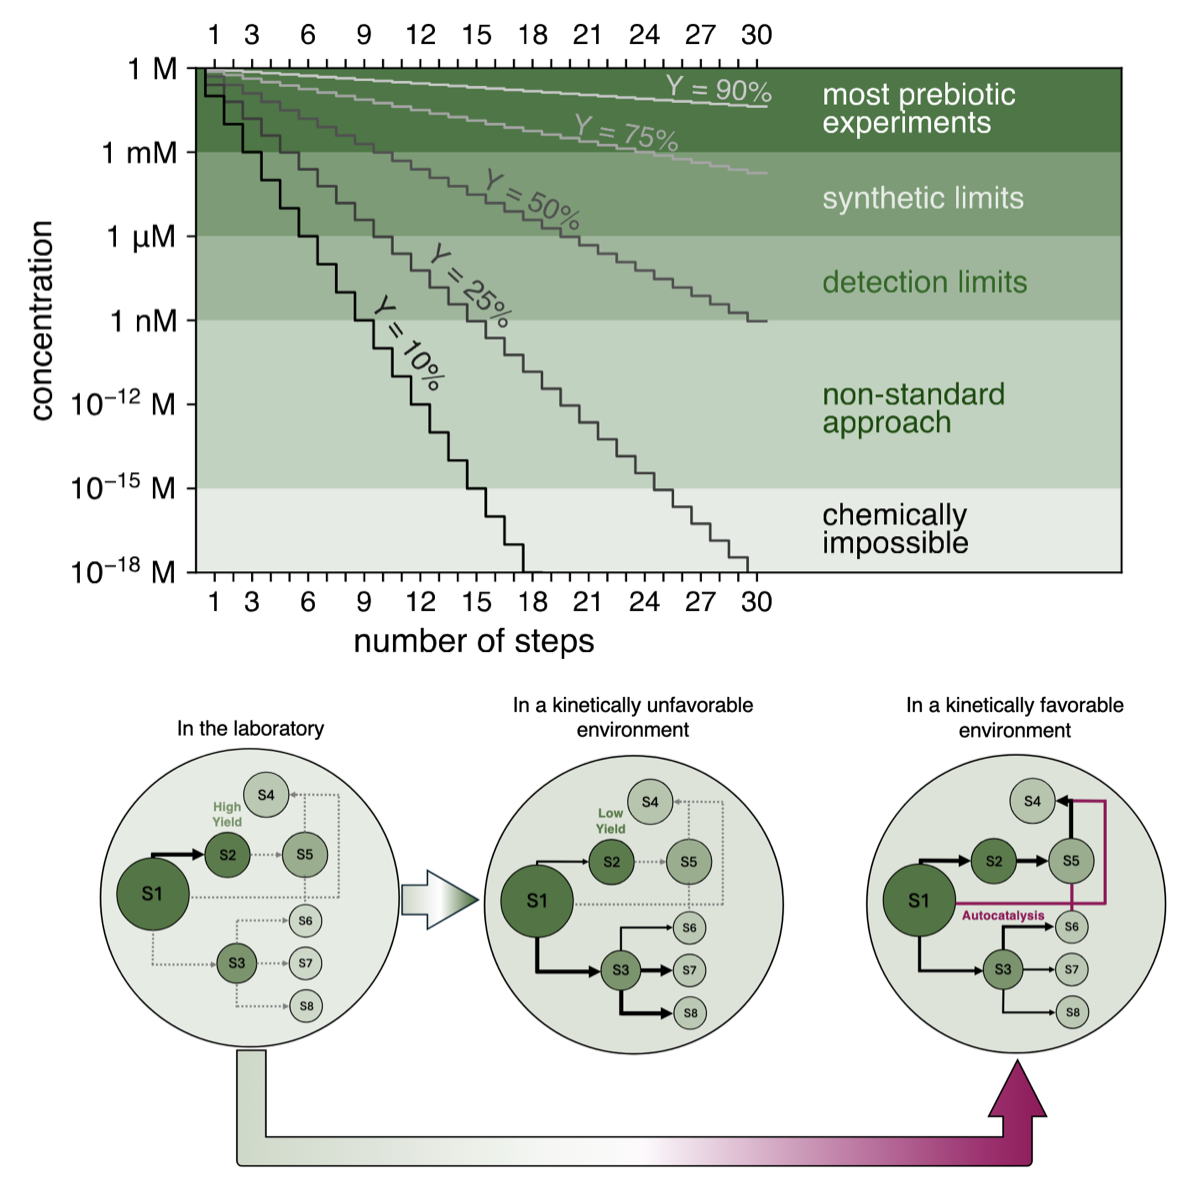 1 3 6 9 12 15 18 21 24 27 30
1 M
1 mM
1 µM
1 nM
10⁻¹² M
10⁻¹⁵ M
10⁻¹⁸ M
concentration
Y = 90%
Y = 75%
Y = 50%
Y = 25%
Y = 10%
most prebiotic
experiments
synthetic limits
detection limits
non-standard
approach
chemically
impossible
1 3 6 9 12 15 18 21 24 27 30
number of steps
In the laboratory
High
Yield
S4
S2
S5
S1
S6
S3
S7
S8
In a kinetically unfavorable
environment
Low
Yield
S4
S2
S5
S1
S6
S3
S7
S8
In a kinetically favorable
environment
S4
S2
S5
S1
Autocatalysis
S6
S3
S7
S8